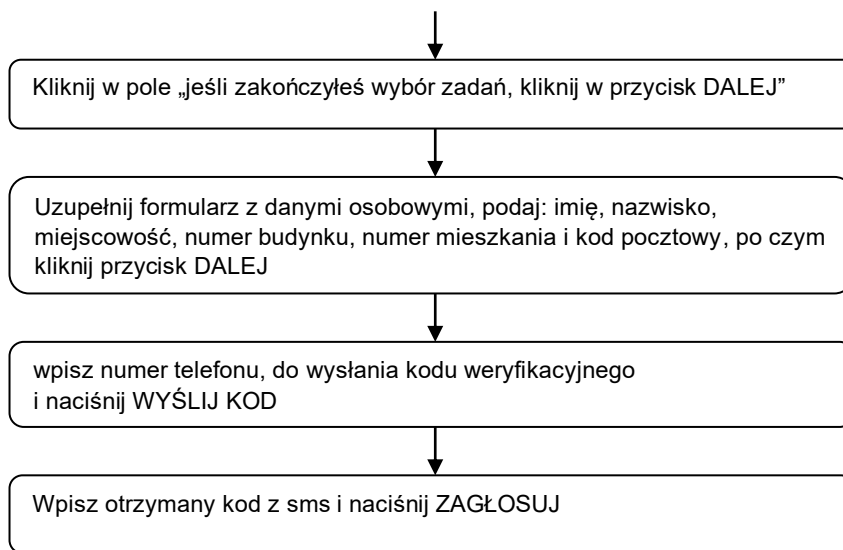 Kliknij w pole „jeśli zakończyłeś wybór zadań, kliknij w przycisk DALEJ”
Uzupełnij formularz z danymi osobowymi, podaj: imię, nazwisko,
miejscowość, numer budynku, numer mieszkania i kod pocztowy, po czym
kliknij przycisk DALEJ
wpisz numer telefonu, do wysłania kodu weryfikacyjnego
i naciśnij WYŚLIJ KOD
Wpisz otrzymany kod z sms i naciśnij ZAGŁOSUJ